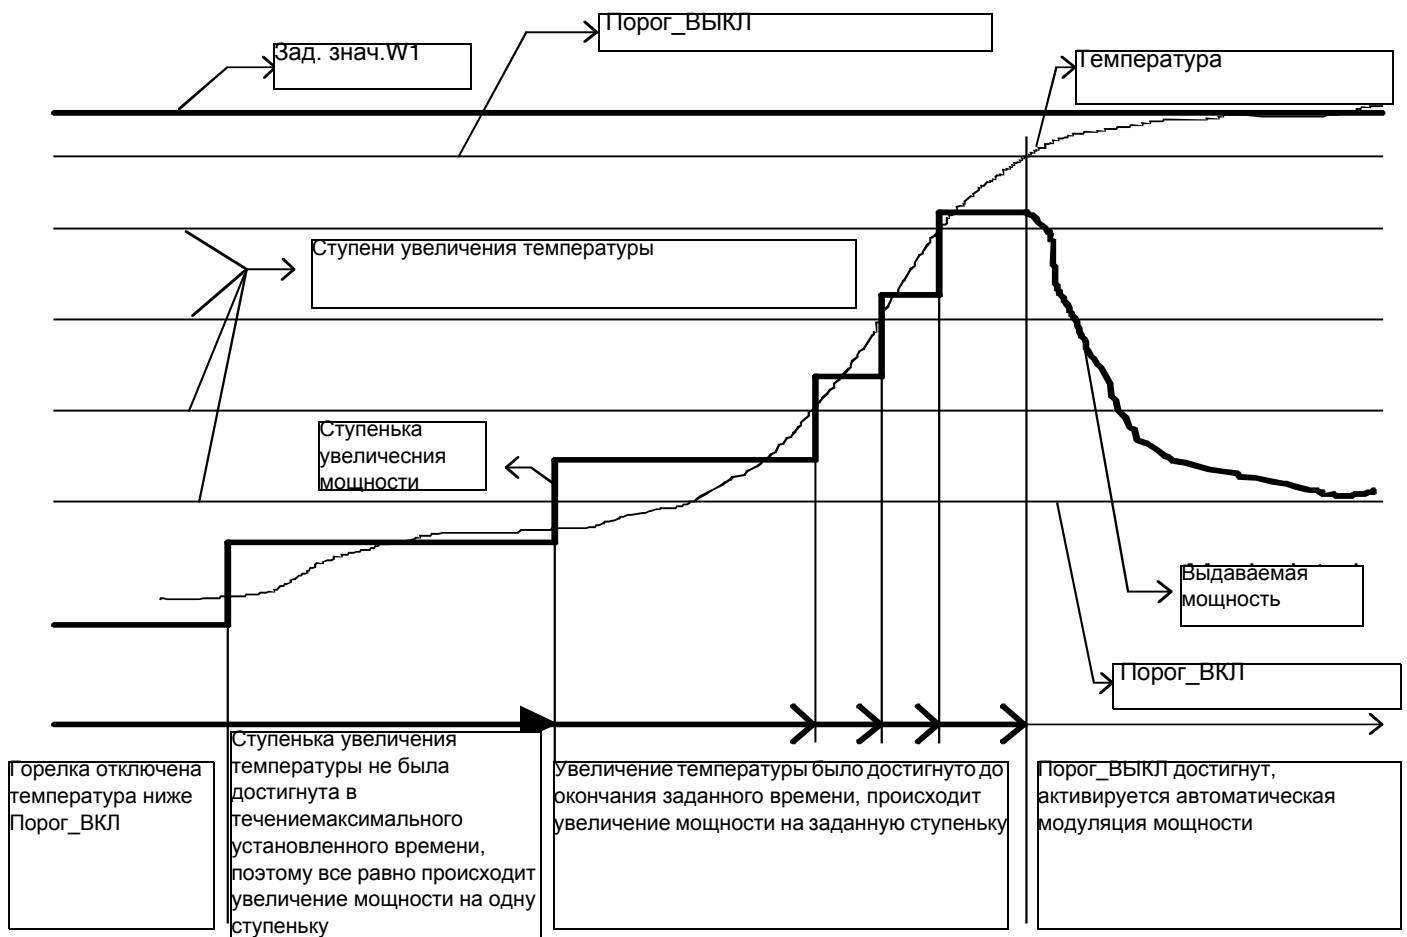 Порог_ВЫКЛ
Зад. знач.W1
Температура
Ступени увеличения температуры
Ступенька
увеличесния
мощности
Выдаваемая
мощность
Порог_ВКЛ
Горелка отключена
температура ниже
Порог_ВКЛ
Ступенька увеличения
температуры не была
достигнута в
течениемаксимального
установленного времени,
поэтому все равно происходит
увеличение мощности на одну
ступеньку
Увеличение температуры было достигнуто до
окончания заданного времени, происходит
увеличение мощности на заданную ступеньку
Порог_ВЫКЛ достигнут,
активируется автоматическая
модуляция мощности